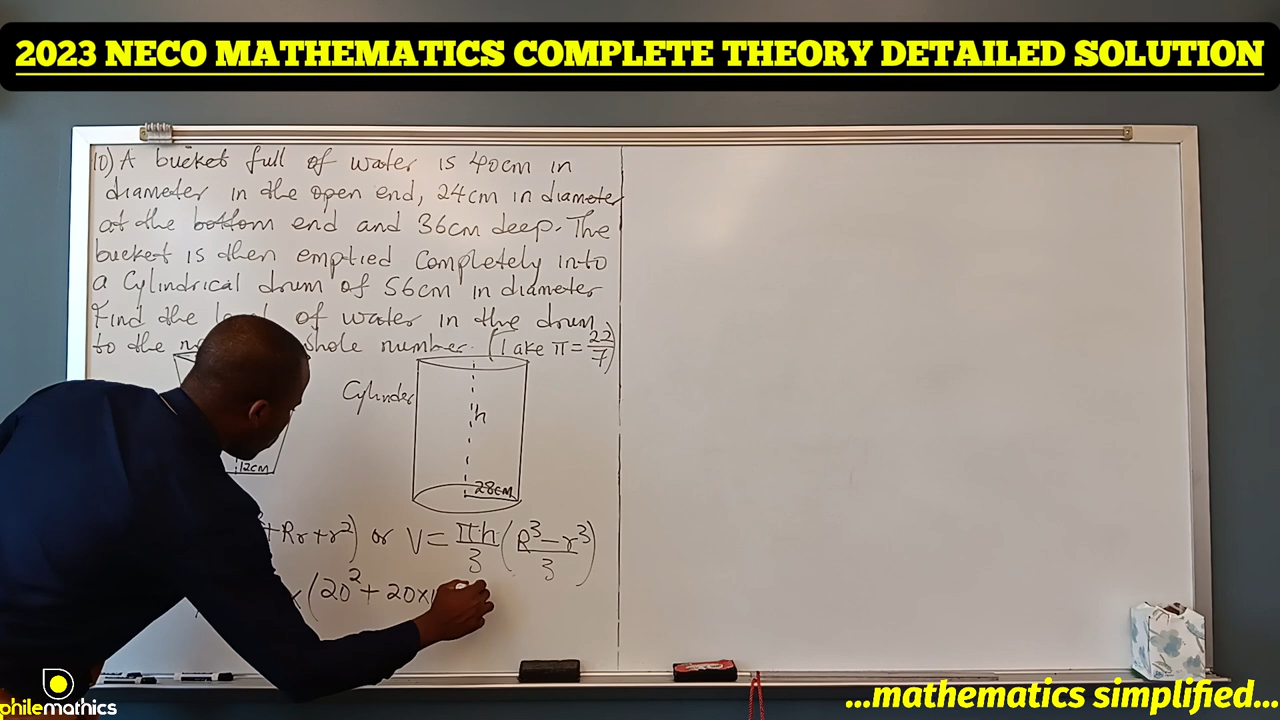 2023 NECO MATHEMATICS COMPLETE THEORY DETAILED SOLUTION
10) A bucket full of water is 40cm in
diameter in the open end, 24cm in diameter
at the bottom end and 36cm deep. The
bucket is then emptied completely into
a Cylindrical drum of 56cm in diameter
Find the of water in the drum
to the whole number. (Take π = 22/7)
Cylinder
h
12cm
28cm
+Rr+r²) or V = πh/3 (R³-r³/3)
x(20²+20x
philemathics
...mathematics simplified...